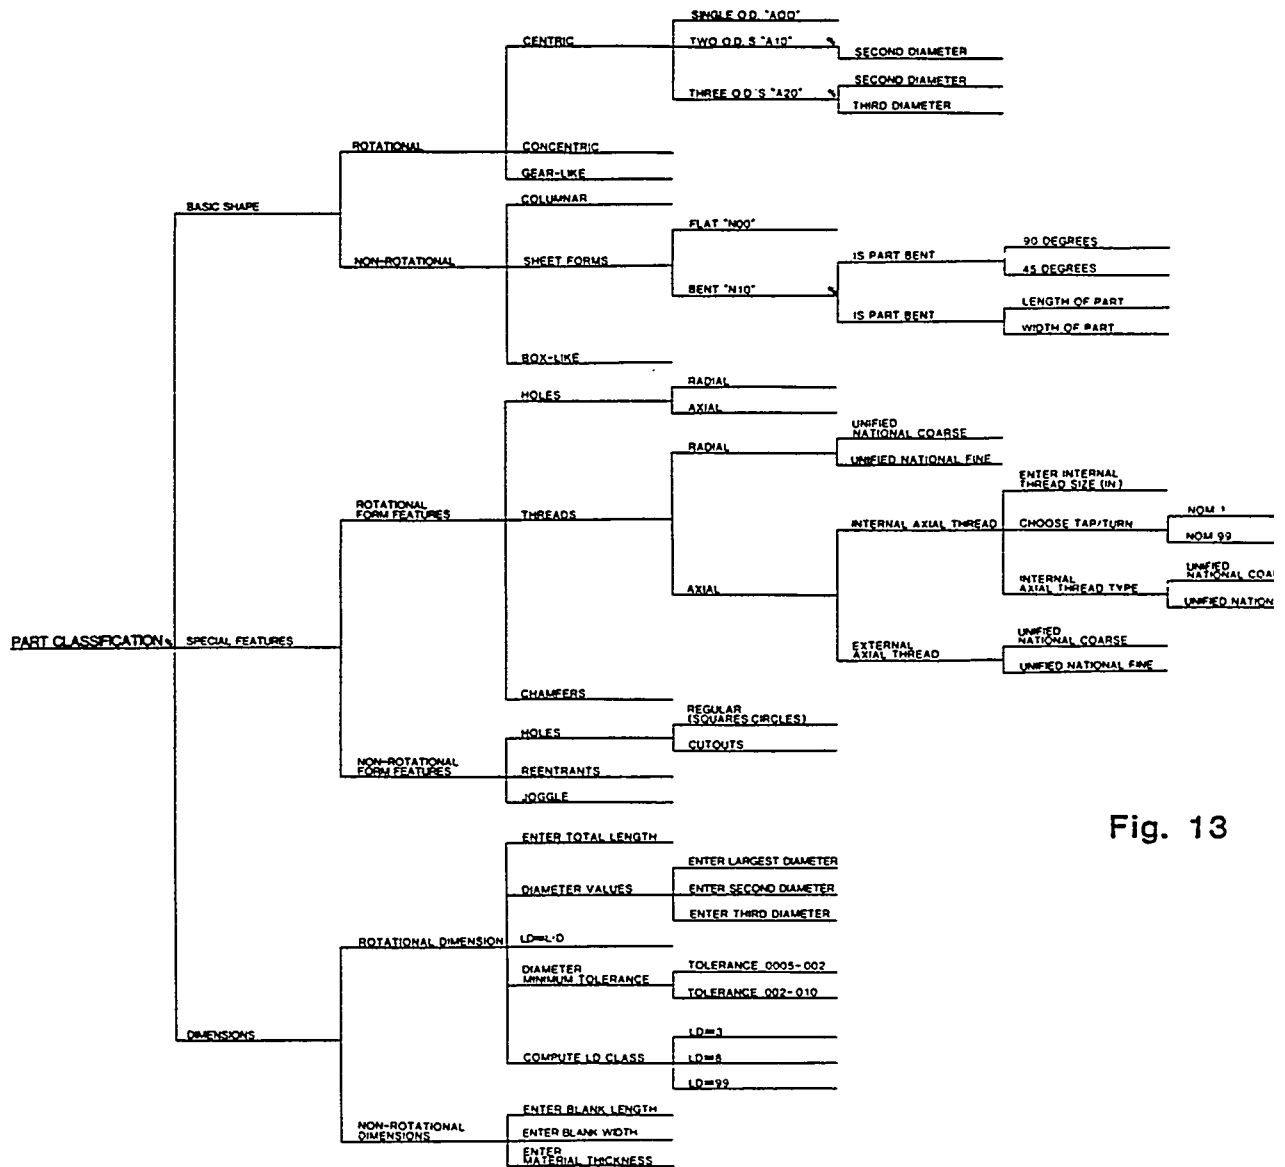 SINGLE O.D. "A00"
CENTRIC
TWO O.D.'S "A10"
SECOND DIAMETER
SECOND DIAMETER
THREE O.D.'S "A20"
THIRD DIAMETER
ROTATIONAL
CONCENTRIC
GEAR-LIKE
BASIC SHAPE
COLUMNAR
FLAT "N00"
90 DEGREES
NON-ROTATIONAL
SHEET FORMS
IS PART BENT
45 DEGREES
BENT "N10"
LENGTH OF PART
IS PART BENT
WIDTH OF PART
BOX-LIKE
RADIAL
HOLES
AXIAL
UNIFIED
NATIONAL COARSE
RADIAL
UNIFIED NATIONAL FINE
ENTER INTERNAL
THREAD SIZE (IN)
ROTATIONAL
FORM FEATURES
THREADS
INTERNAL AXIAL THREAD
CHOOSE TAP/TURN
NOM 1
NOM 99
UNIFIED
NATIONAL COA
INTERNAL
AXIAL THREAD TYPE
AXIAL
UNIFIED NATION
PART CLASSIFICATION
SPECIAL FEATURES
UNIFIED
NATIONAL COARSE
EXTERNAL
AXIAL THREAD
UNIFIED NATIONAL FINE
CHAMFERS
REGULAR
(SQUARES CIRCLES)
HOLES
CUTOUTS
NON-ROTATIONAL
FORM FEATURES
REENTRANTS
JOGGLE
Fig. 13
ENTER TOTAL LENGTH
ENTER LARGEST DIAMETER
DIAMETER VALUES
ENTER SECOND DIAMETER
ENTER THIRD DIAMETER
ROTATIONAL DIMENSION
LD=L·D
DIAMETER
MINIMUM TOLERANCE
TOLERANCE 0005-002
TOLERANCE 002-010
DIMENSIONS
LD=3
COMPUTE LD CLASS
LD=8
LD=99
ENTER BLANK LENGTH
NON-ROTATIONAL
DIMENSIONS
ENTER BLANK WIDTH
ENTER
MATERIAL THICKNESS